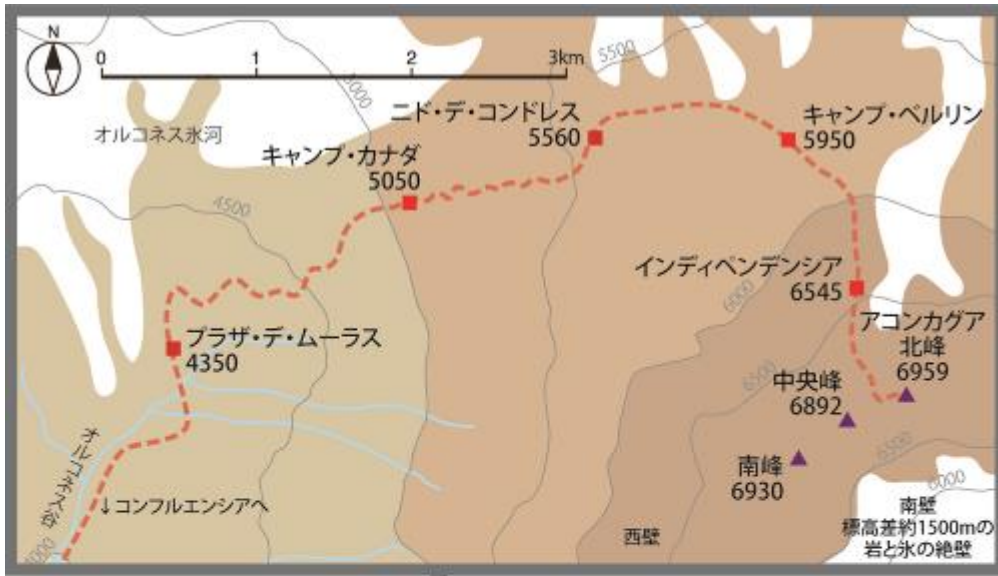 N
0 1 2 3km
5500
5000
オルコネス氷河
ニド・デ・コンドレス
5560
キャンプ・ベルリン
5950
キャンプ・カナダ
5050
4500
インディペンデンシア
6545
6000
プラザ・デ・ムーラス
4350
アコンカグア
北峰
6959
6500
中央峰
6892
南峰
6930
6500
6000
オルコネス谷
↓コンフルエンシアへ
4000
西壁
南壁
標高差約1500mの
岩と氷の絶壁